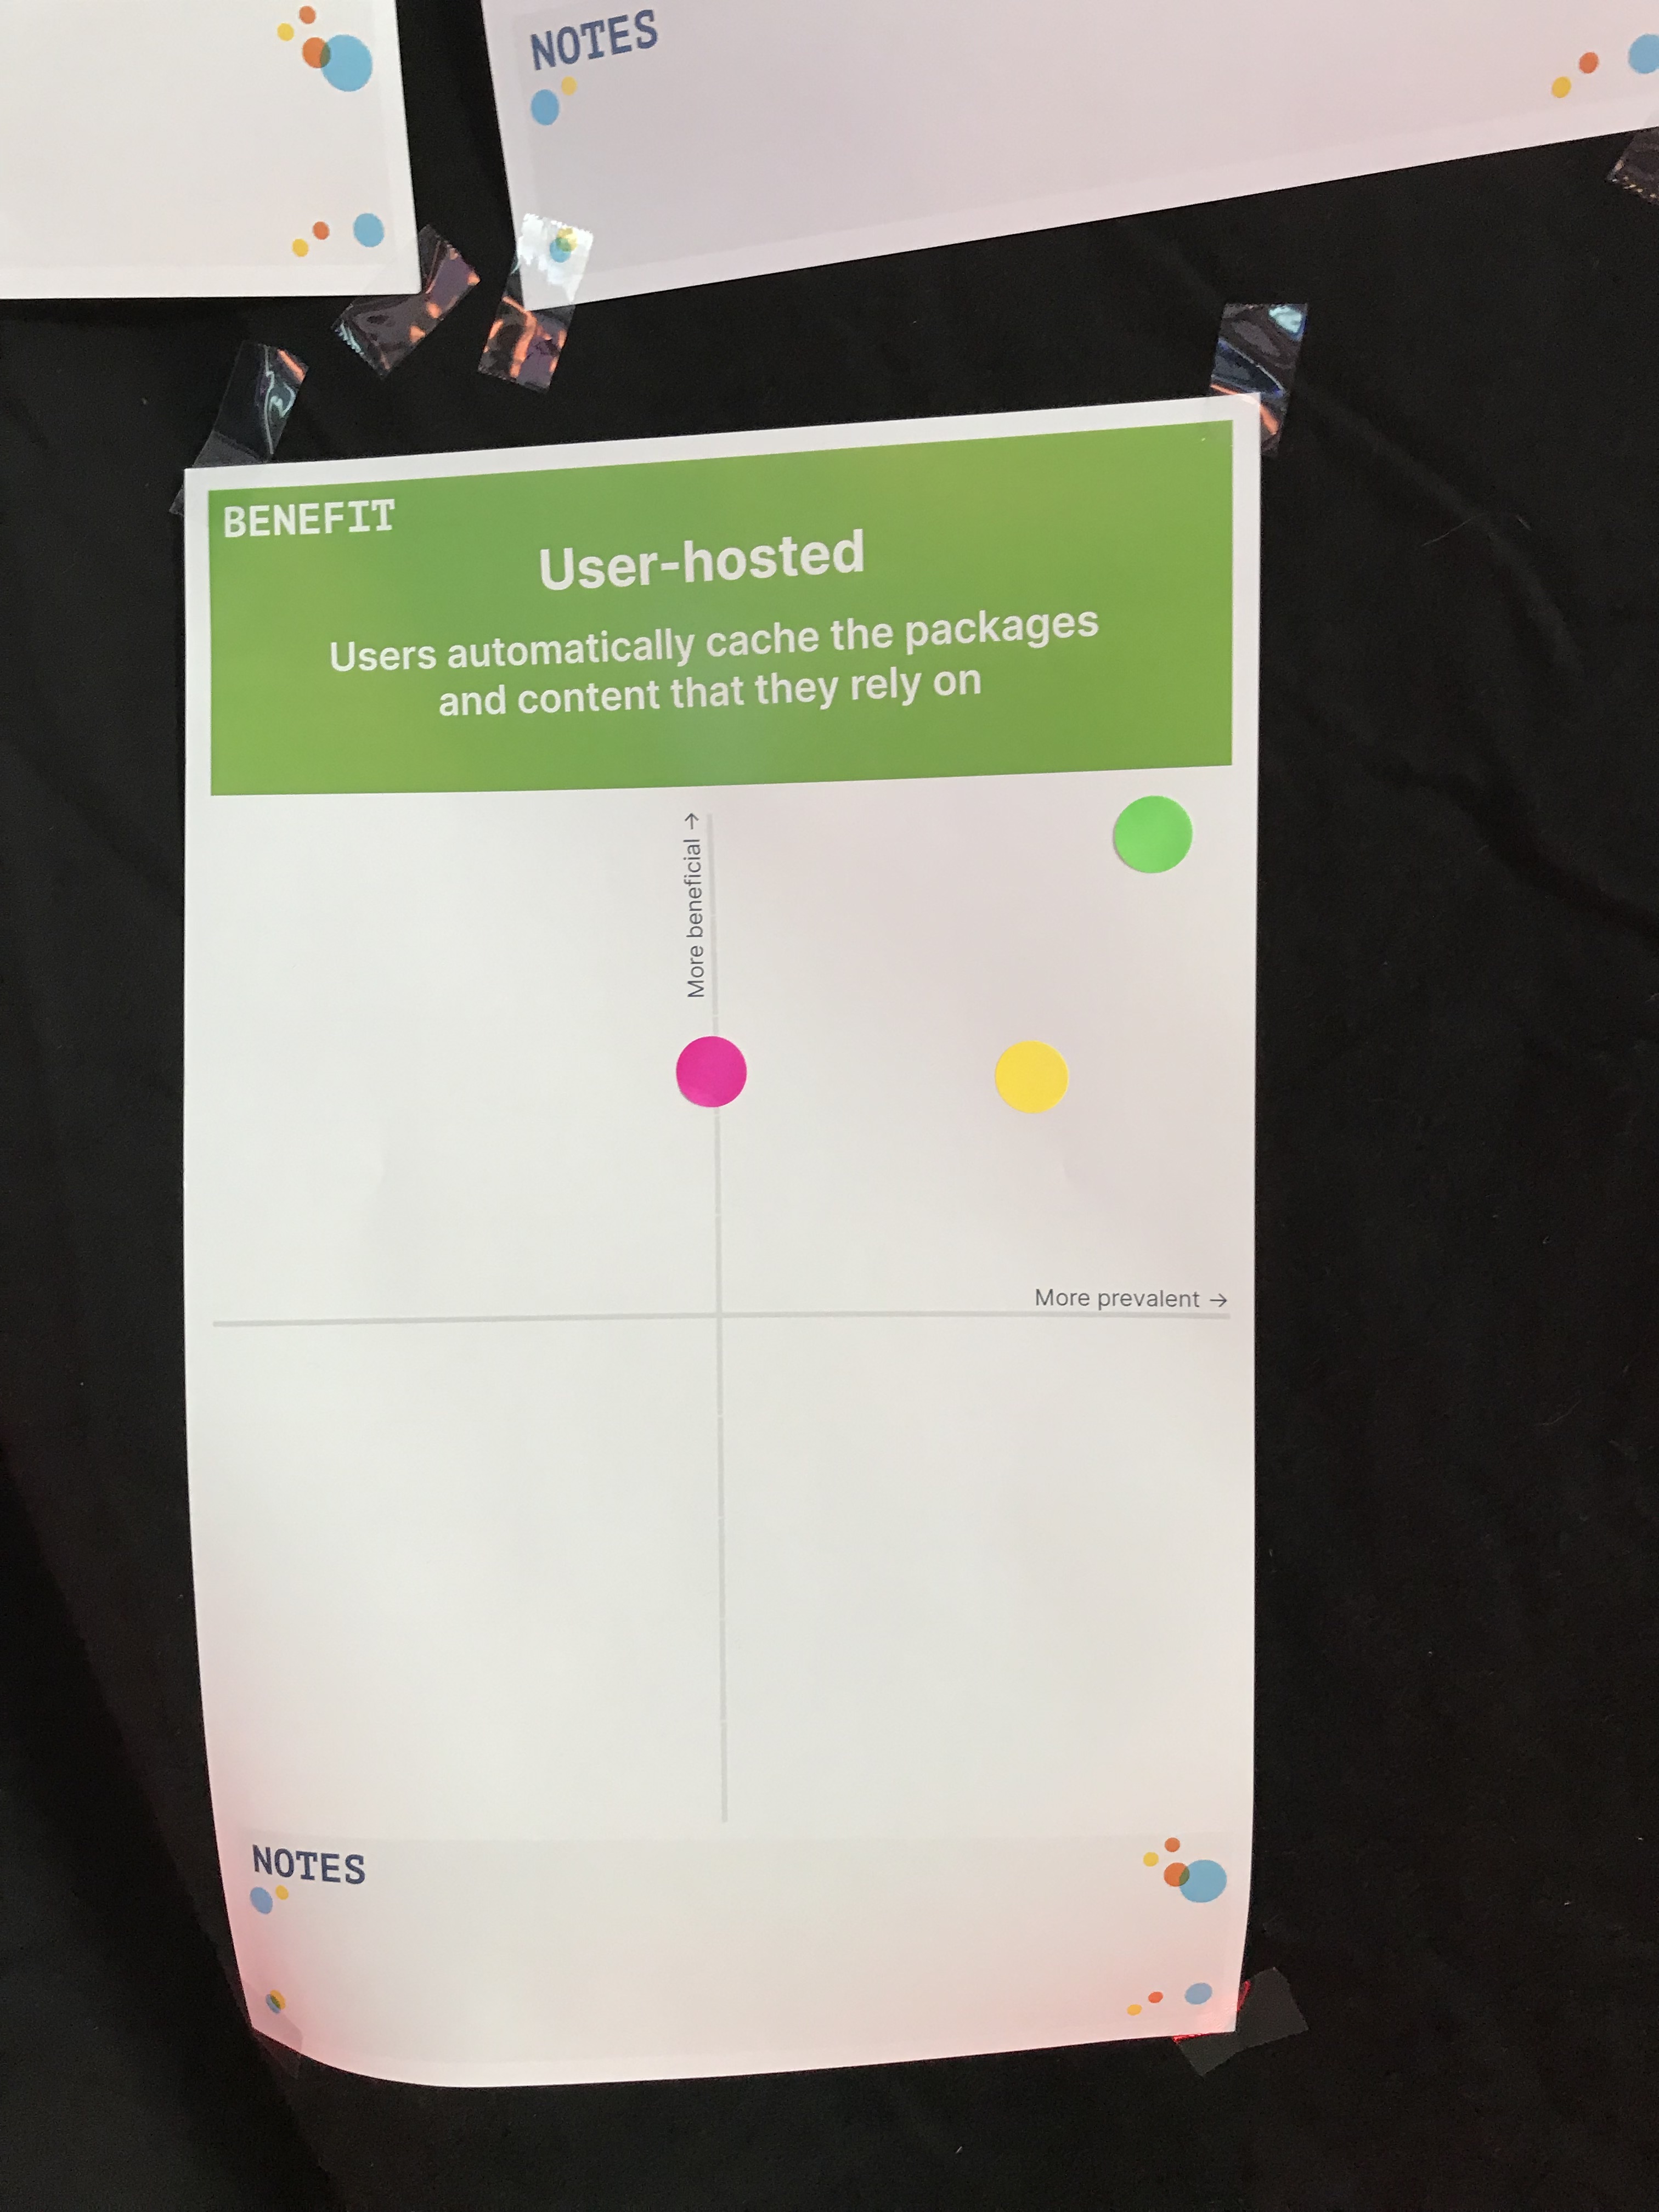 NOTES
BENEFIT
User-hosted
Users automatically cache the packages
and content that they rely on
More beneficial →
More prevalent →
NOTES